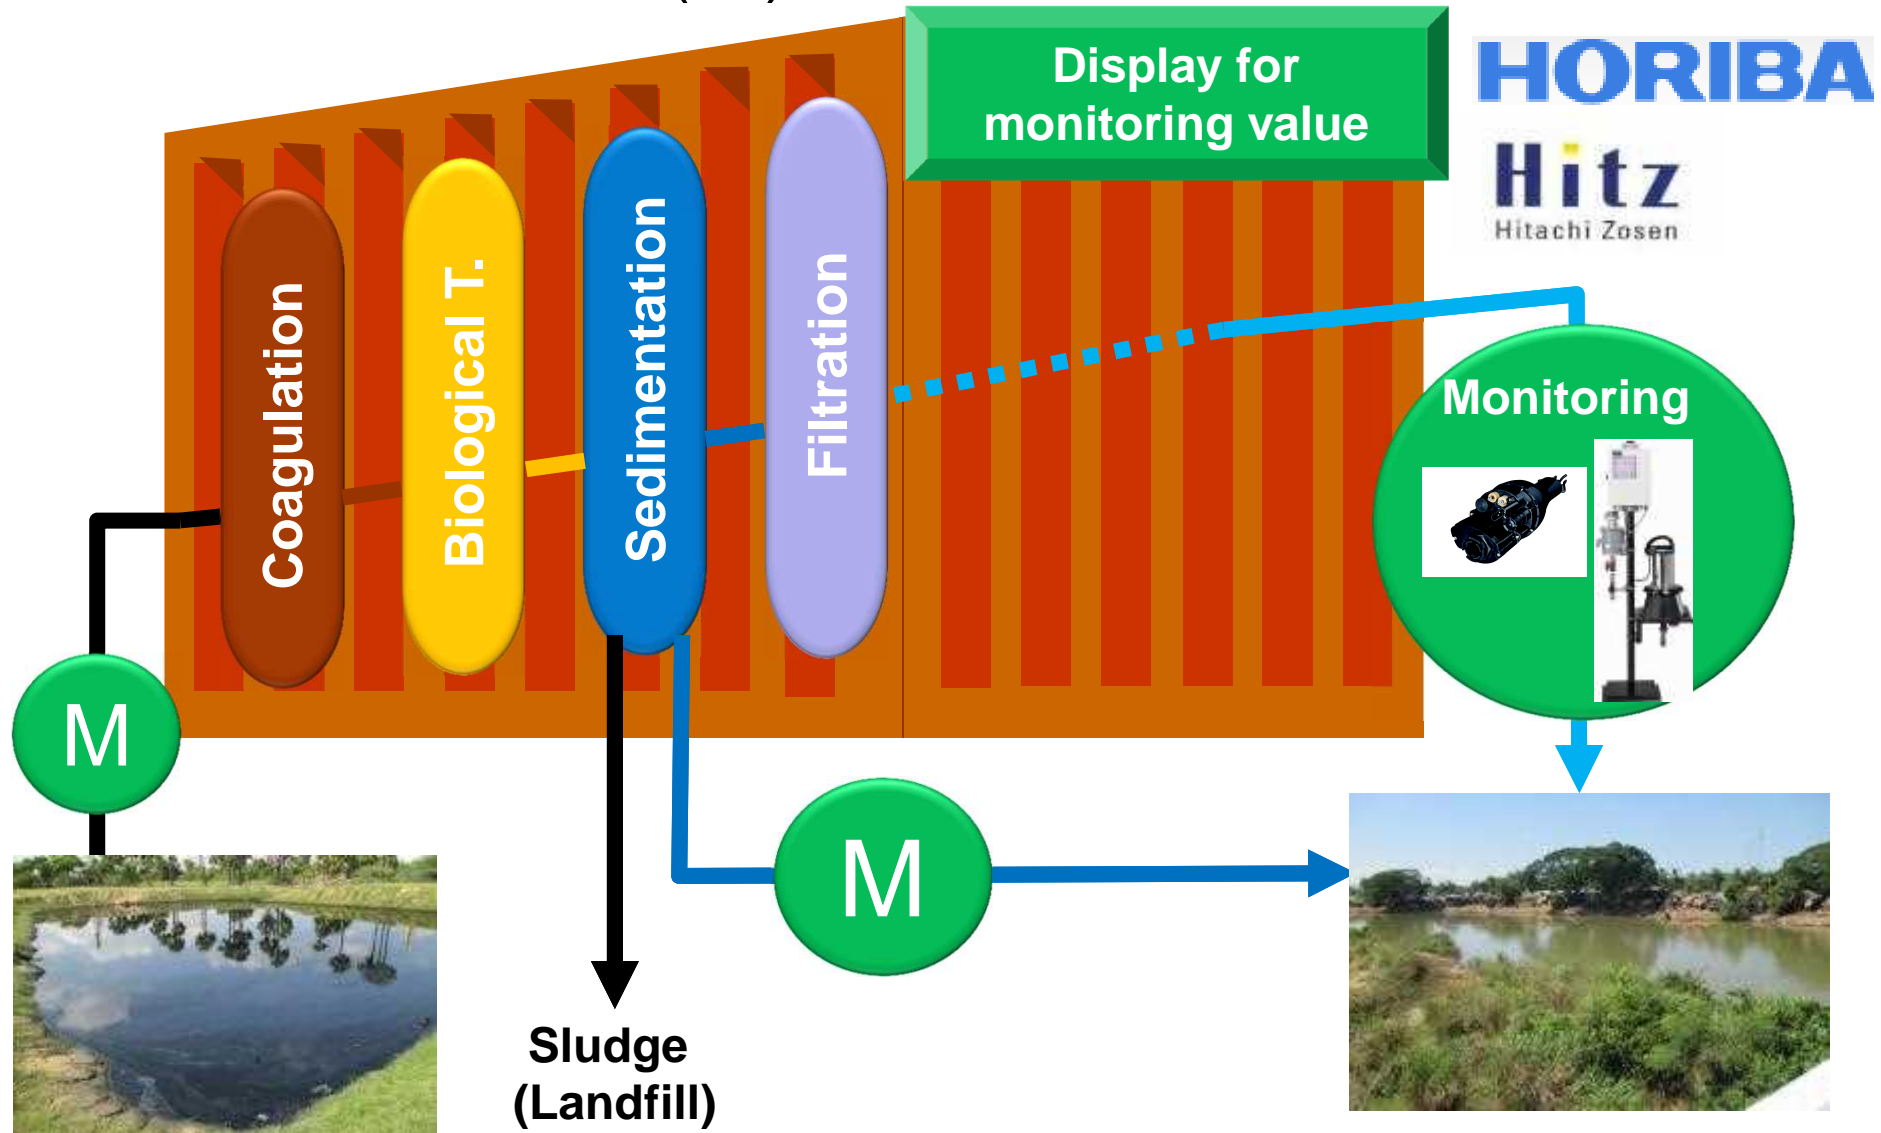 Display for
monitoring value
HORIBA
Hitz
Hitachi Zosen
Coagulation
Biological T.
Sedimentation
Filtration
Monitoring
M
M
Sludge
(Landfill)